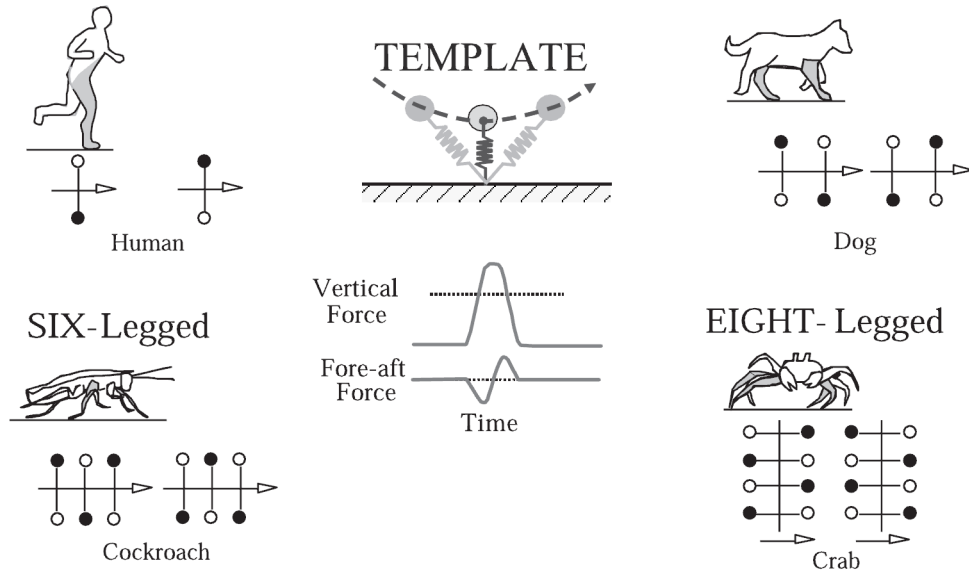 TEMPLATE
Human
Dog
Vertical
Force
Fore-aft
Force
Time
SIX-Legged
Cockroach
EIGHT- Legged
Crab